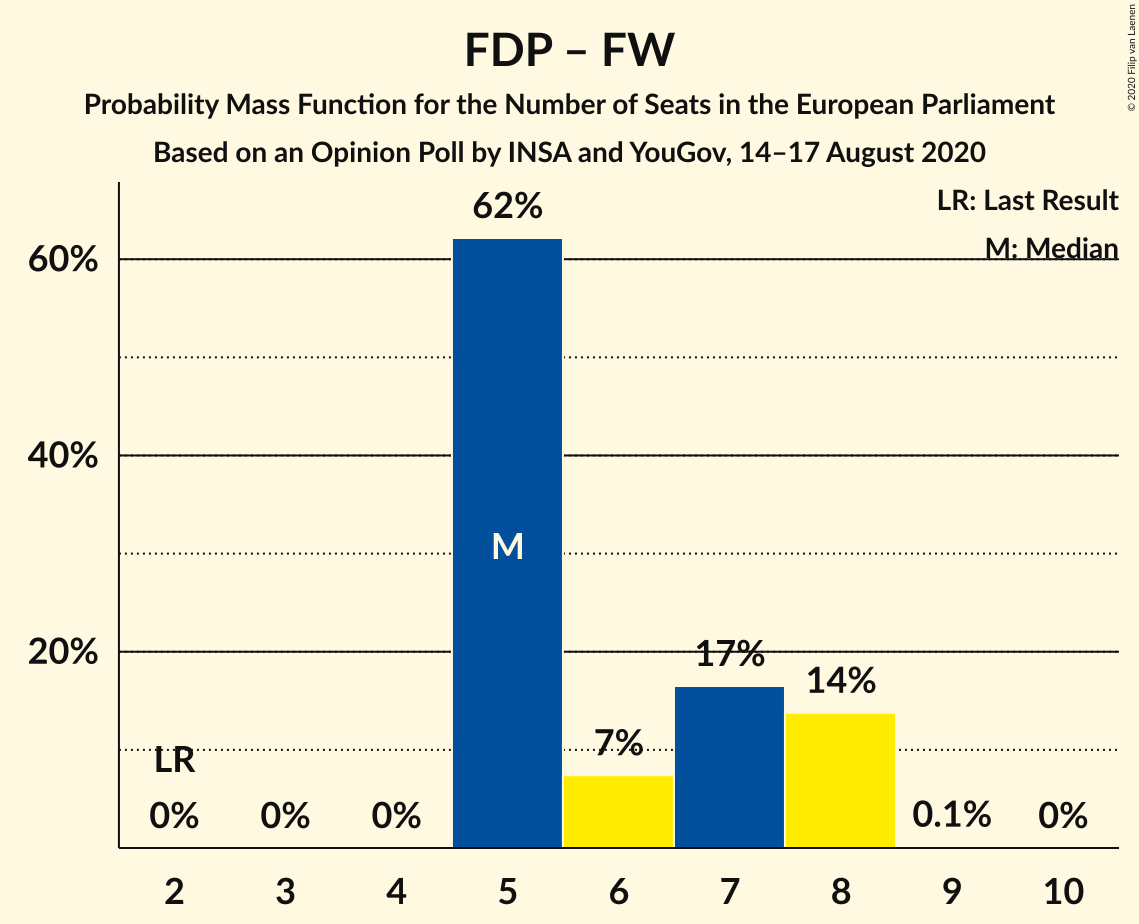 FDP – FW
Probability Mass Function for the Number of Seats in the European Parliament
Based on an Opinion Poll by INSA and YouGov, 14–17 August 2020
© 2020 Filip van Laenen
LR: Last Result
M: Median
60%
40%
20%
62%
M
17%
14%
7%
LR
0%
0%
0%
0.1%
0%
2
3
4
5
6
7
8
9
10